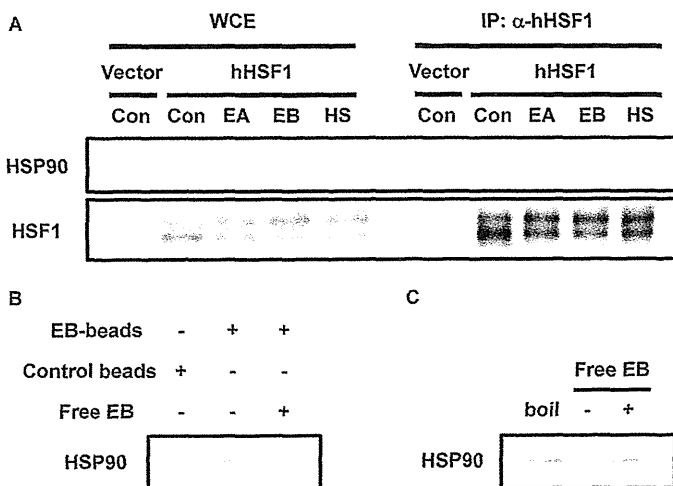 A
WCE
IP: α-hHSF1
Vector hHSF1 Vector hHSF1
Con Con EA EB HS Con Con EA EB HS
HSP90
HSF1
B
EB-beads - + +
Control beads + - -
Free EB - - +
HSP90
C
Free EB
boil - +
HSP90